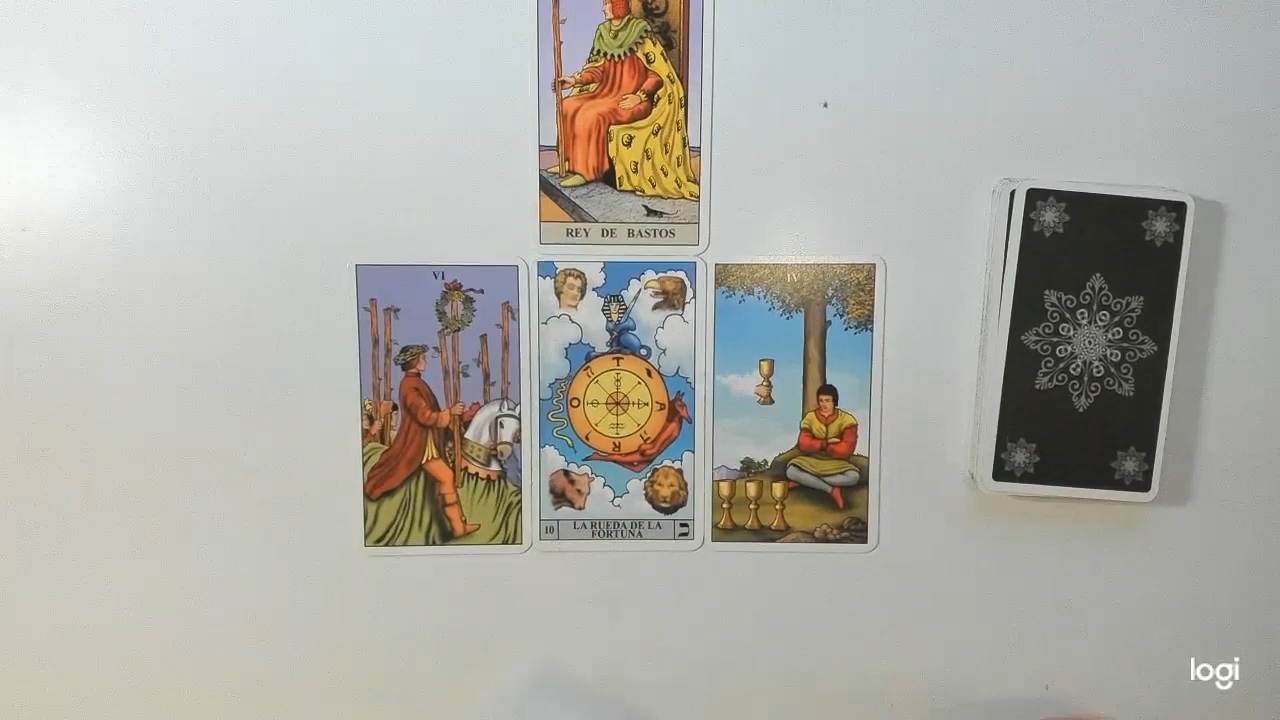 REY DE BASTOS
VI
IV
T
A
R
O
10
LA RUEDA DE LA
FORTUNA
כ
logi